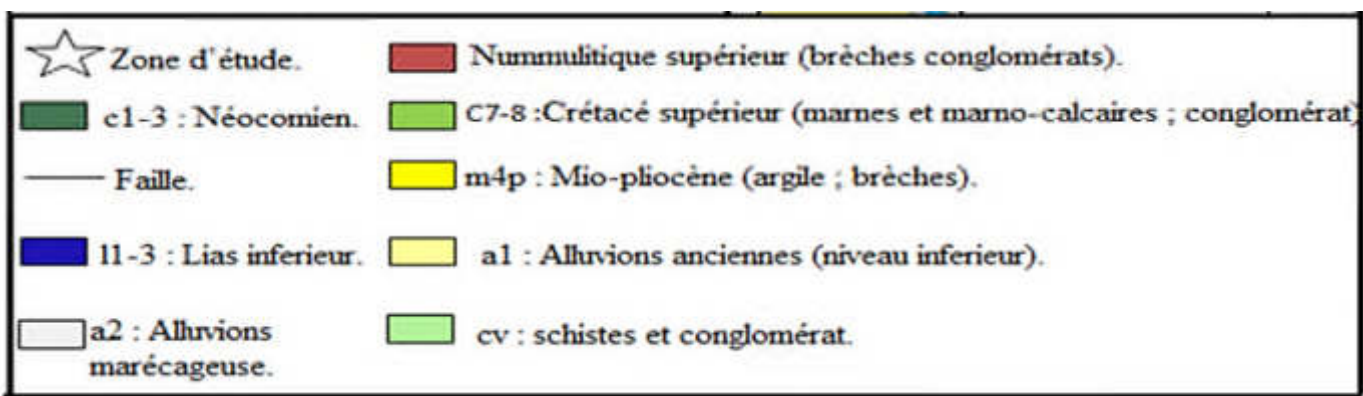 Zone d'étude.
Nummulitique supérieur (brèches conglomérats).
c1-3 : Néocomien.
C7-8 :Crétacé supérieur (marnes et marno-calcaires ; conglomérat)
Faille.
m4p : Mio-pliocène (argile ; brèches).
l1-3 : Lias inferieur.
a1 : Alluvions anciennes (niveau inferieur).
a2 : Alluvions
marécageuse.
cv : schistes et conglomérat.